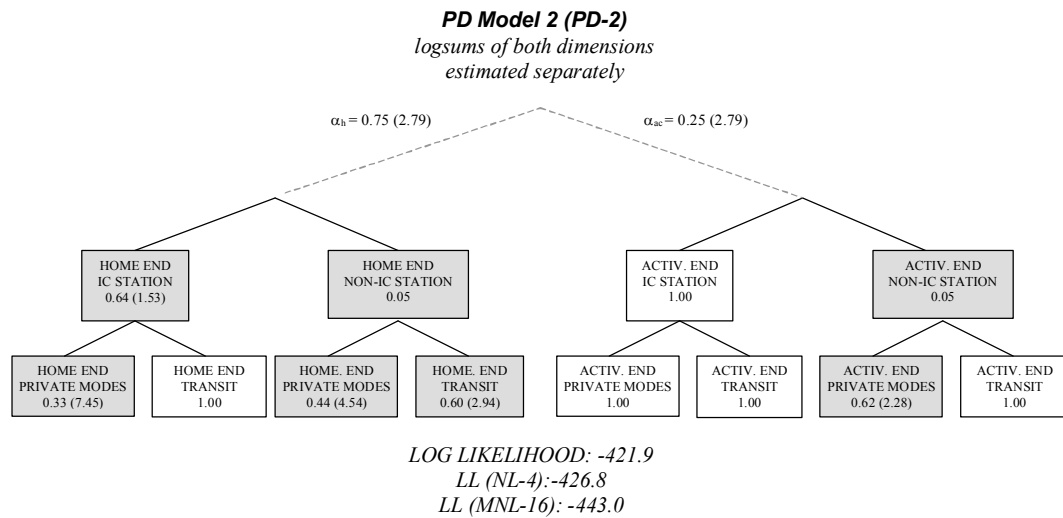 PD Model 2 (PD-2)
logsums of both dimensions
estimated separately
αh = 0.75 (2.79)
αac = 0.25 (2.79)
HOME END
IC STATION
0.64 (1.53)
HOME END
NON-IC STATION
0.05
ACTIV. END
IC STATION
1.00
ACTIV. END
NON-IC STATION
0.05
HOME END
PRIVATE MODES
0.33 (7.45)
HOME END
TRANSIT
1.00
HOME. END
PRIVATE MODES
0.44 (4.54)
HOME. END
TRANSIT
0.60 (2.94)
ACTIV. END
PRIVATE MODES
1.00
ACTIV. END
TRANSIT
1.00
ACTIV. END
PRIVATE MODES
0.62 (2.28)
ACTIV. END
TRANSIT
1.00
LOG LIKELIHOOD: -421.9
LL (NL-4):-426.8
LL (MNL-16): -443.0